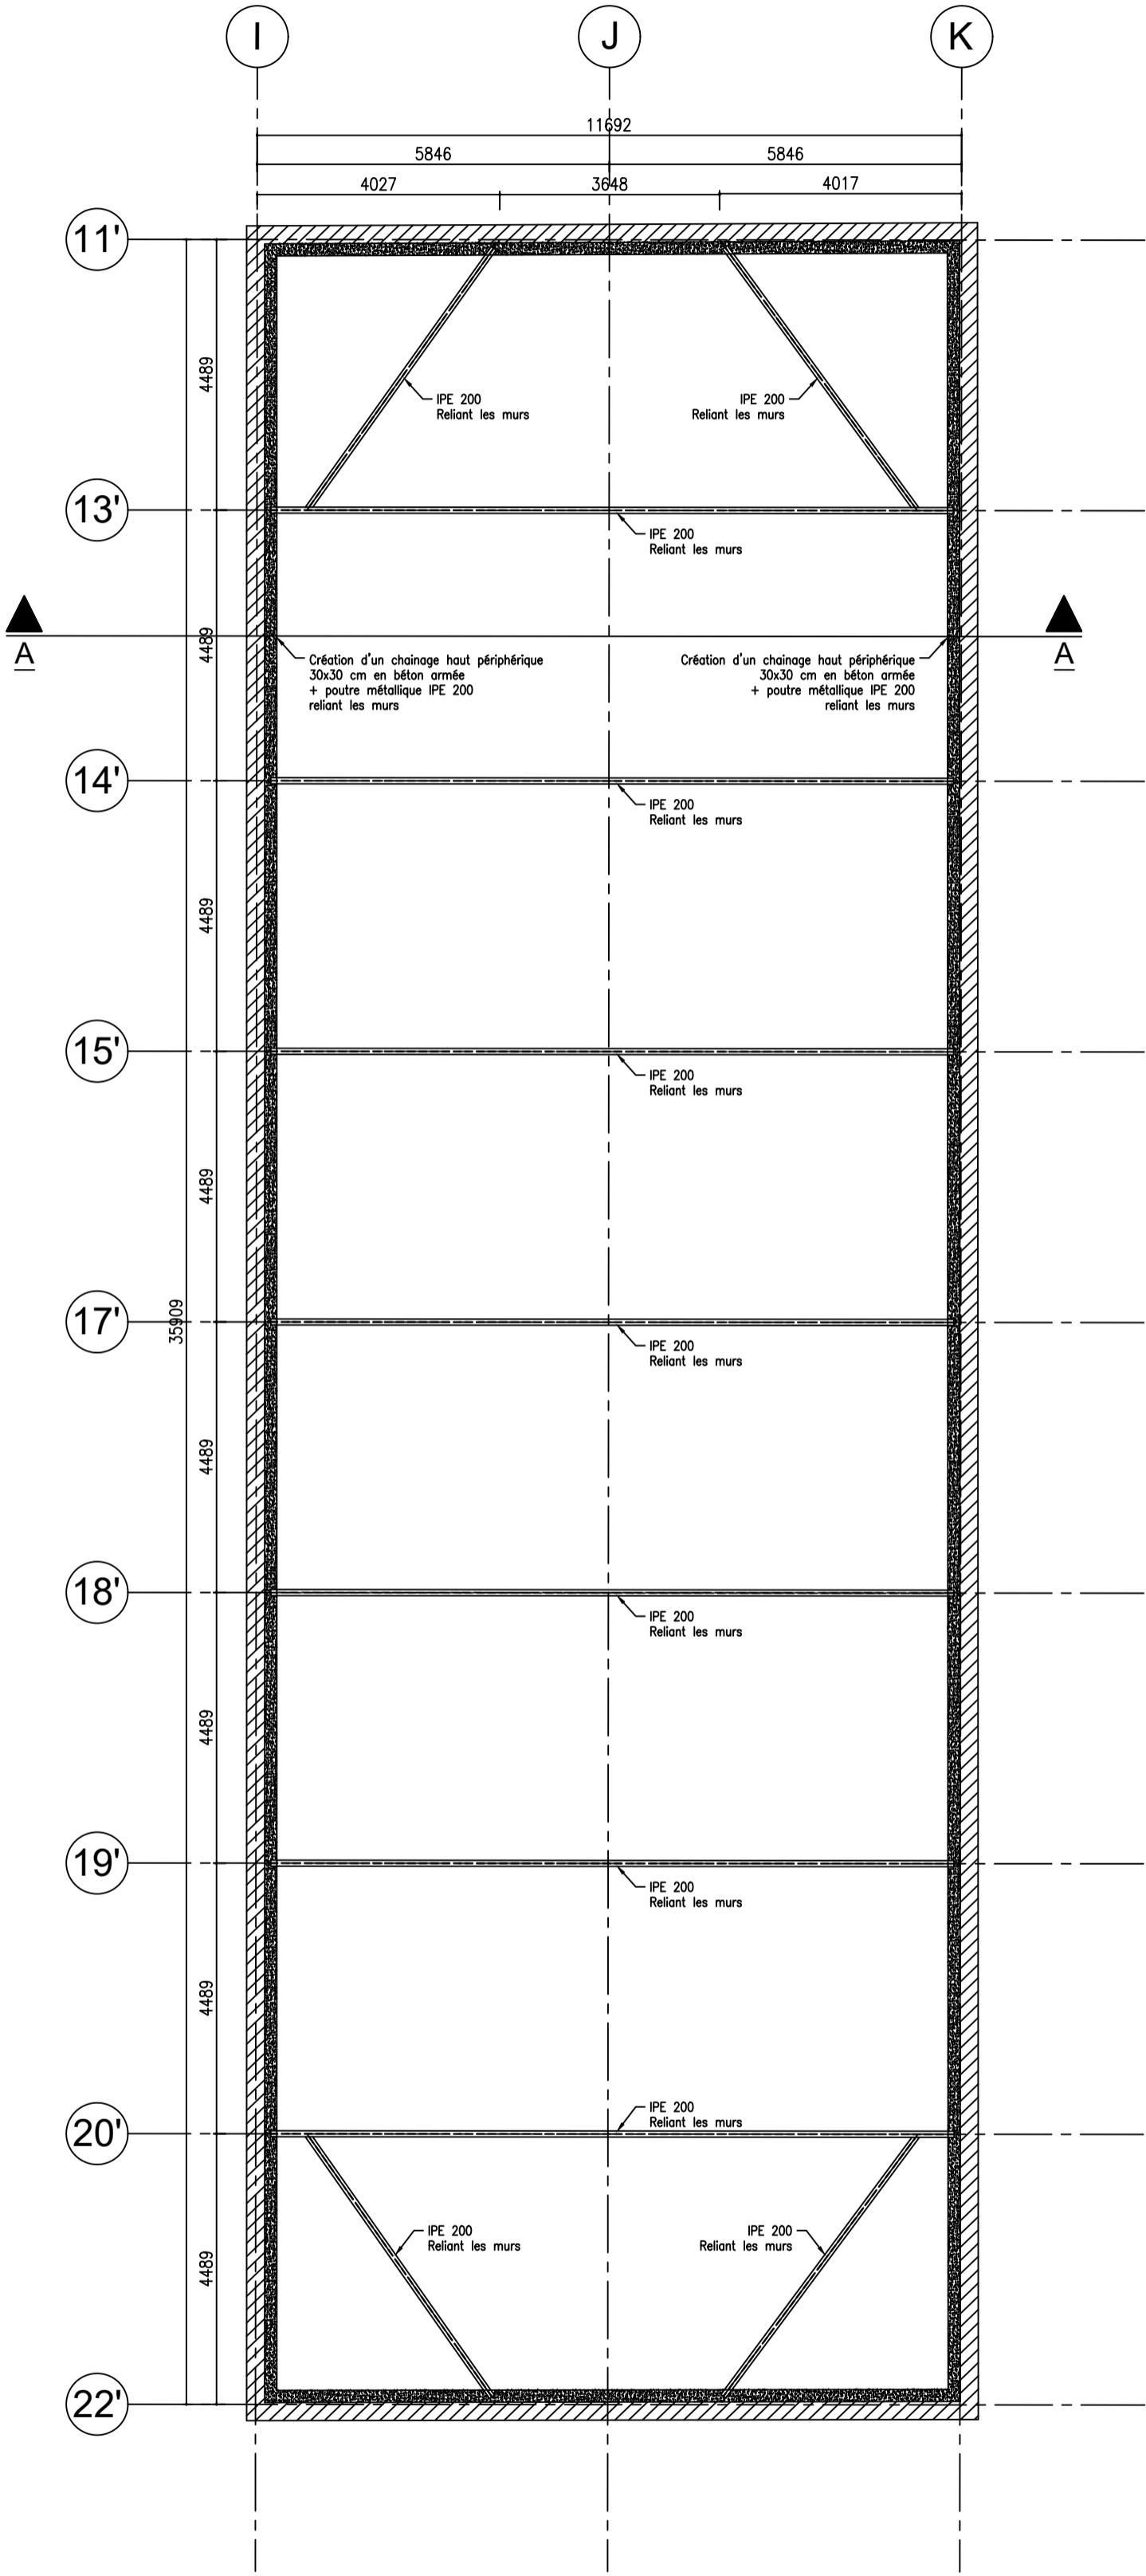 I
J
K
11692
5846
5846
4027
3648
4017
11'
4489
IPE 200
Reliant les murs
IPE 200
Reliant les murs
13'
IPE 200
Reliant les murs
A
A
4489
Création d'un chainage haut périphérique
30x30 cm en béton armée
+ poutre métallique IPE 200
reliant les murs
Création d'un chainage haut périphérique
30x30 cm en béton armée
+ poutre métallique IPE 200
reliant les murs
14'
IPE 200
Reliant les murs
4489
15'
IPE 200
Reliant les murs
4489
17'
35909
IPE 200
Reliant les murs
4489
18'
IPE 200
Reliant les murs
4489
19'
IPE 200
Reliant les murs
4489
20'
IPE 200
Reliant les murs
IPE 200
Reliant les murs
IPE 200
Reliant les murs
4489
22'